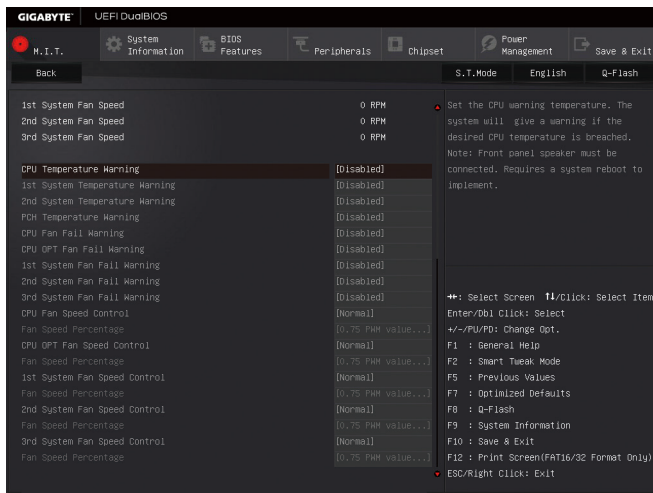 GIGABYTE™ UEFI DualBIOS
M.I.T.
System Information
BIOS Features
Peripherals
Chipset
Power Management
Save & Exit
Back
S.T.Mode English Q-Flash
1st System Fan Speed 0 RPM
2nd System Fan Speed 0 RPM
3rd System Fan Speed 0 RPM
CPU Temperature Warning [Disabled]
1st System Temperature Warning [Disabled]
2nd System Temperature Warning [Disabled]
PCH Temperature Warning [Disabled]
CPU Fan Fail Warning [Disabled]
CPU OPT Fan Fail Warning [Disabled]
1st System Fan Fail Warning [Disabled]
2nd System Fan Fail Warning [Disabled]
3rd System Fan Fail Warning [Disabled]
CPU Fan Speed Control [Normal]
Fan Speed Percentage [0.75 PWM value...]
CPU OPT Fan Speed Control [Normal]
Fan Speed Percentage [0.75 PWM value...]
1st System Fan Speed Control [Normal]
Fan Speed Percentage [0.75 PWM value...]
2nd System Fan Speed Control [Normal]
Fan Speed Percentage [0.75 PWM value...]
3rd System Fan Speed Control [Normal]
Fan Speed Percentage [0.75 PWM value...]
Set the CPU warning temperature. The
system will give a warning if the
desired CPU temperature is breached.
Note: Front panel speaker must be
connected. Requires a system reboot to
implement.
→←: Select Screen ↑↓/Click: Select Item
Enter/Dbl Click: Select
+/-/PU/PD: Change Opt.
F1 : General Help
F2 : Smart Tweak Mode
F5 : Previous Values
F7 : Optimized Defaults
F8 : Q-Flash
F9 : System Information
F10 : Save & Exit
F12 : Print Screen(FAT16/32 Format Only)
ESC/Right Click: Exit